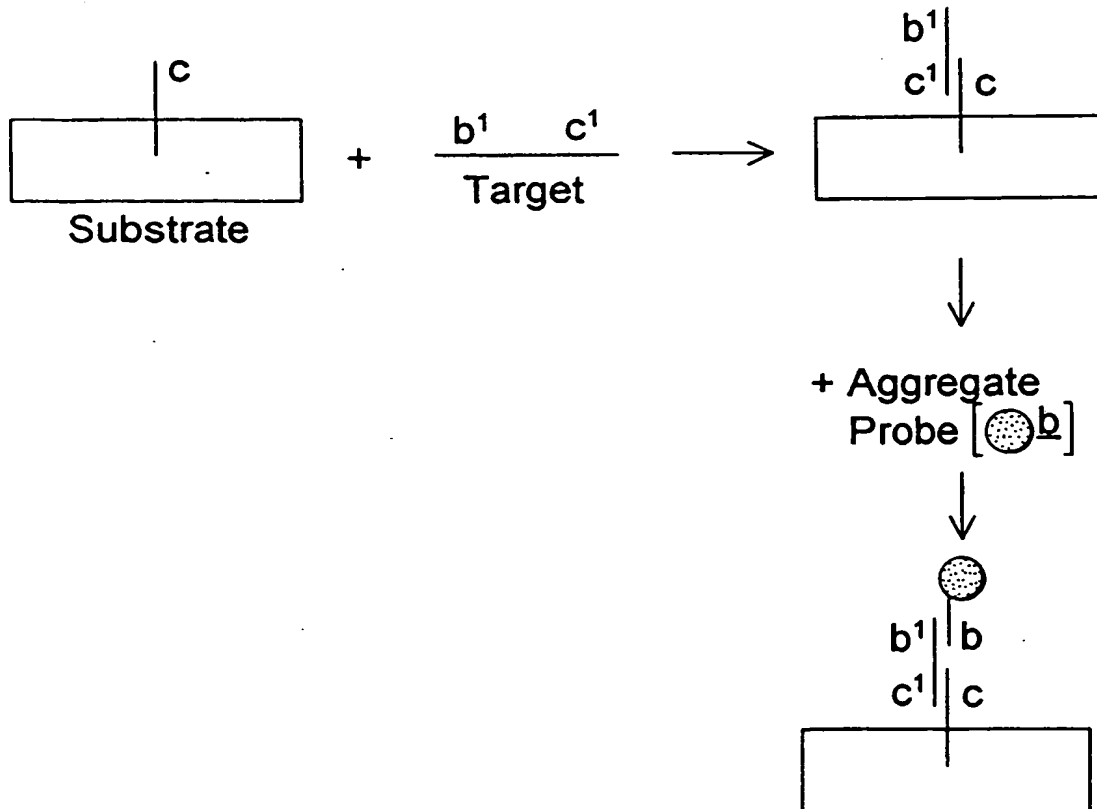 c
Substrate
+
b¹ c¹
Target
b¹
c¹ c
+ Aggregate
Probe [b]
b¹ b
c¹ c